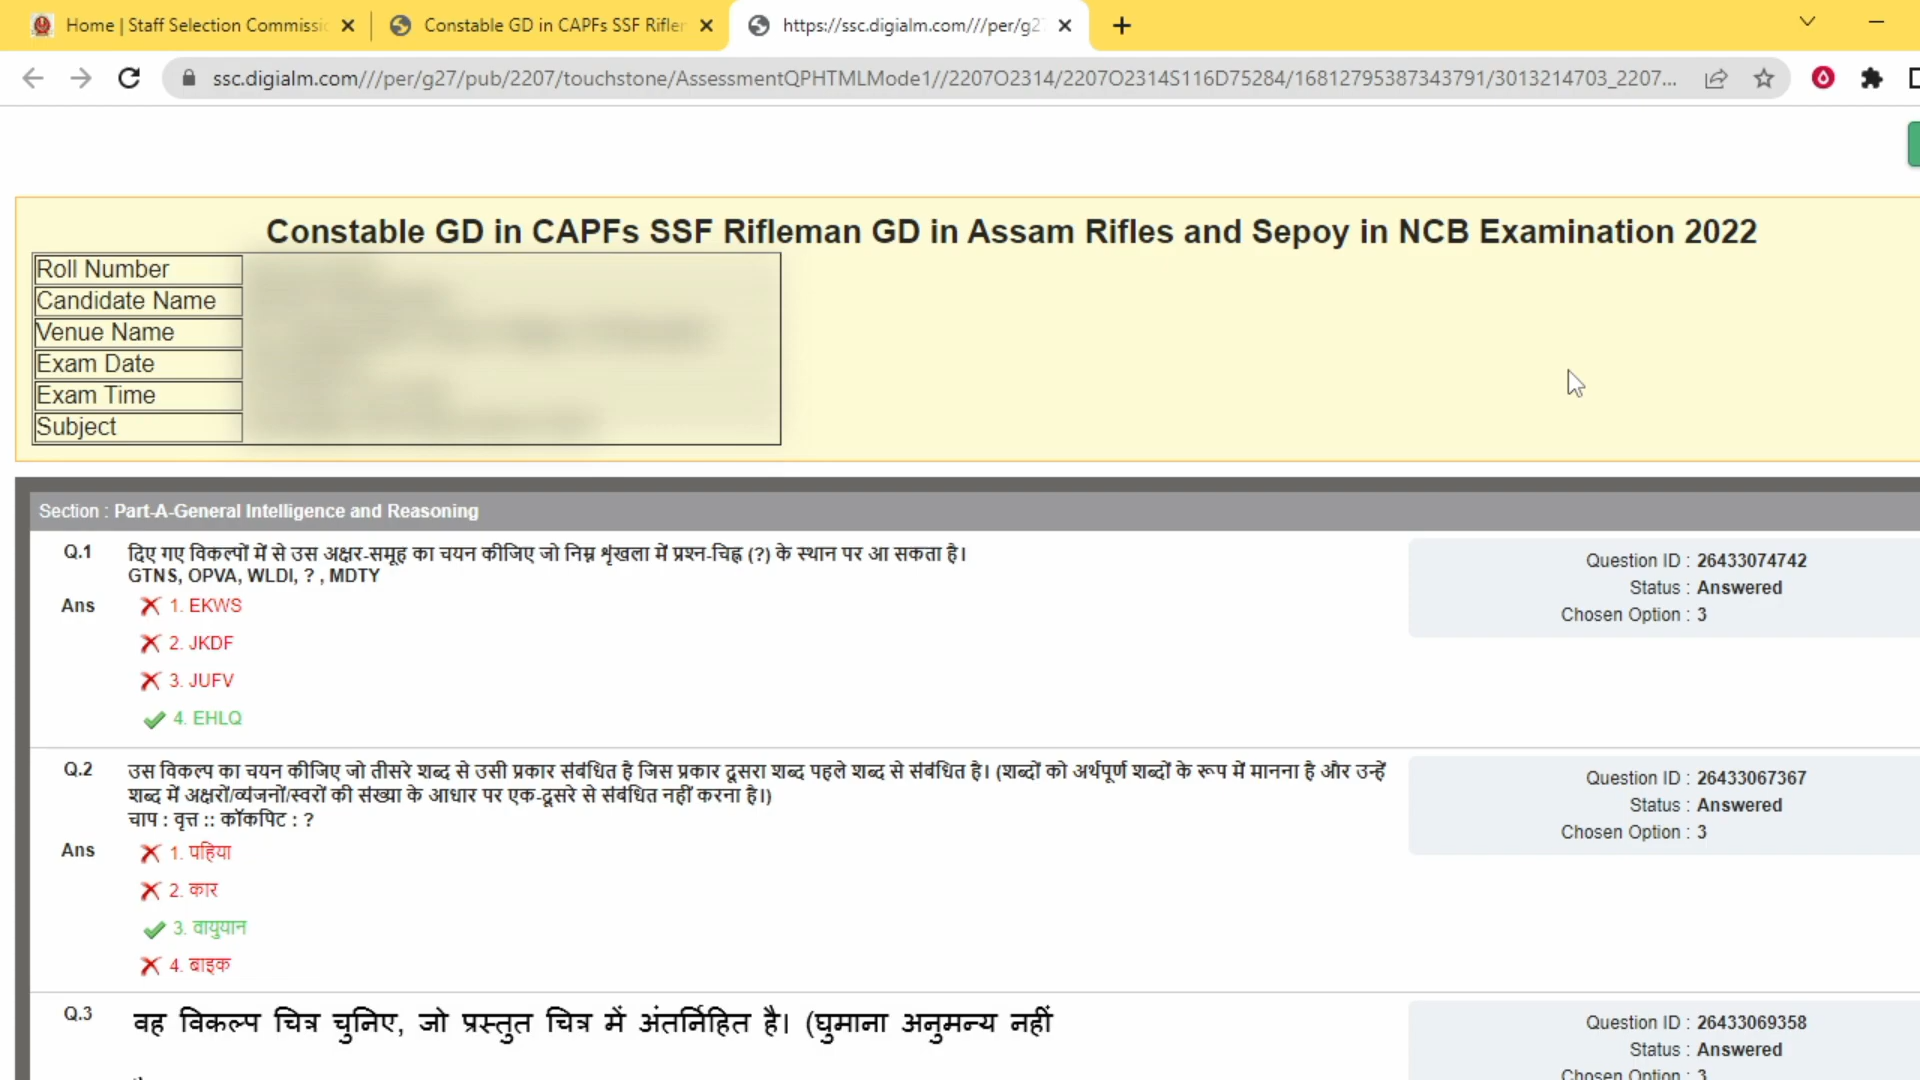 Home | Staff Selection Commissi
Constable GD in CAPFs SSF Rifler
https://ssc.digialm.com///per/g2
ssc.digialm.com///per/g27/pub/2207/touchstone/AssessmentQPHTMLMode1//2207O2314/2207O2314S116D75284/16812795387343791/3013214703_2207...
Constable GD in CAPFs SSF Rifleman GD in Assam Rifles and Sepoy in NCB Examination 2022
Roll Number
Candidate Name
Venue Name
Exam Date
Exam Time
Subject
Section : Part-A-General Intelligence and Reasoning
Q.1 दिए गए विकल्पों में से उस अक्षर-समूह का चयन कीजिए जो निम्न शृंखला में प्रश्न-चिह्न (?) के स्थान पर आ सकता है।
GTNS, OPVA, WLDI, ? , MDTY
Ans 1. EKWS
2. JKDF
3. JUFV
4. EHLQ
Question ID : 26433074742
Status : Answered
Chosen Option : 3
Q.2 उस विकल्प का चयन कीजिए जो तीसरे शब्द से उसी प्रकार संबंधित है जिस प्रकार दूसरा शब्द पहले शब्द से संबंधित है। (शब्दों को अर्थपूर्ण शब्दों के रूप में मानना है और उन्हें
शब्द में अक्षरों/व्यंजनों/स्वरों की संख्या के आधार पर एक-दूसरे से संबंधित नहीं करना है।)
चाप : वृत्त :: कॉकपिट : ?
Ans 1. पहिया
2. कार
3. वायुयान
4. बाइक
Question ID : 26433067367
Status : Answered
Chosen Option : 3
Q.3 वह विकल्प चित्र चुनिए, जो प्रस्तुत चित्र में अंतर्निहित है। (घुमाना अनुमन्य नहीं
Question ID : 26433069358
Status : Answered
Chosen Option : 3